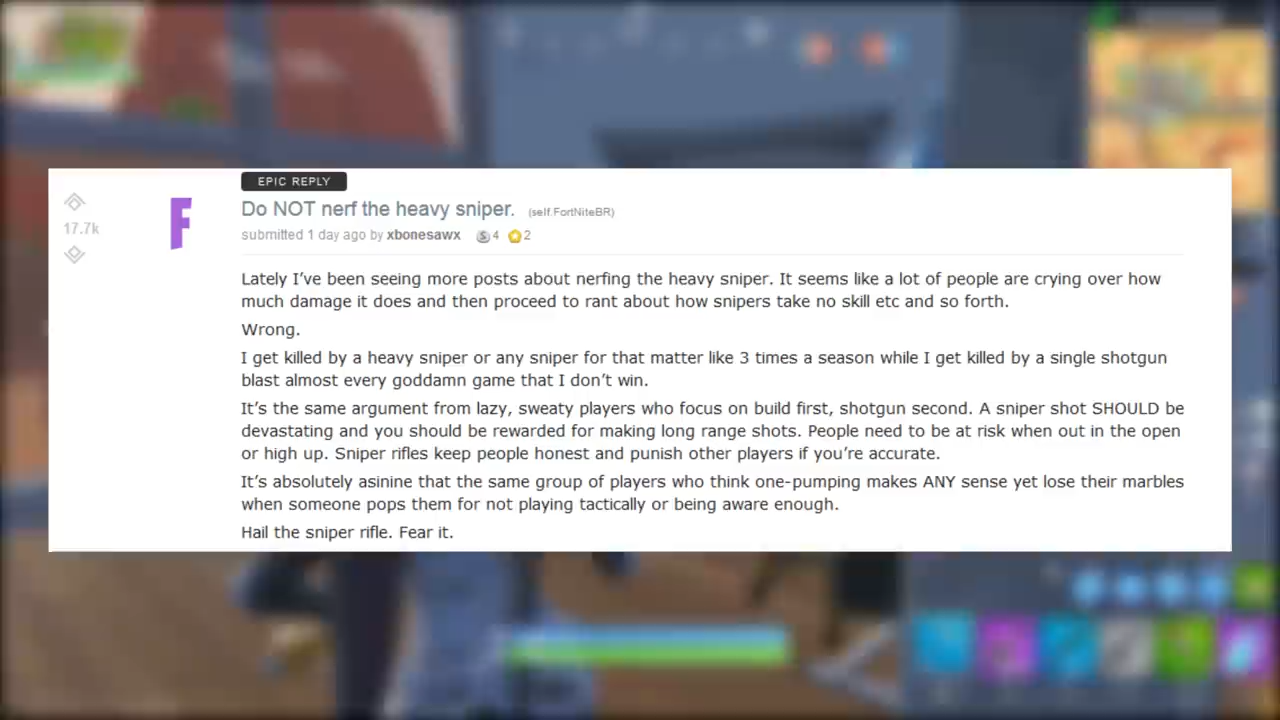 EPIC REPLY
Do NOT nerf the heavy sniper. (self.FortNiteBR)
17.7k
submitted 1 day ago by xbonesawx S 4 2
Lately I’ve been seeing more posts about nerfing the heavy sniper. It seems like a lot of people are crying over how
much damage it does and then proceed to rant about how snipers take no skill etc and so forth.
Wrong.
I get killed by a heavy sniper or any sniper for that matter like 3 times a season while I get killed by a single shotgun
blast almost every goddamn game that I don’t win.
It’s the same argument from lazy, sweaty players who focus on build first, shotgun second. A sniper shot SHOULD be
devastating and you should be rewarded for making long range shots. People need to be at risk when out in the open
or high up. Sniper rifles keep people honest and punish other players if you’re accurate.
It’s absolutely asinine that the same group of players who think one-pumping makes ANY sense yet lose their marbles
when someone pops them for not playing tactically or being aware enough.
Hail the sniper rifle. Fear it.